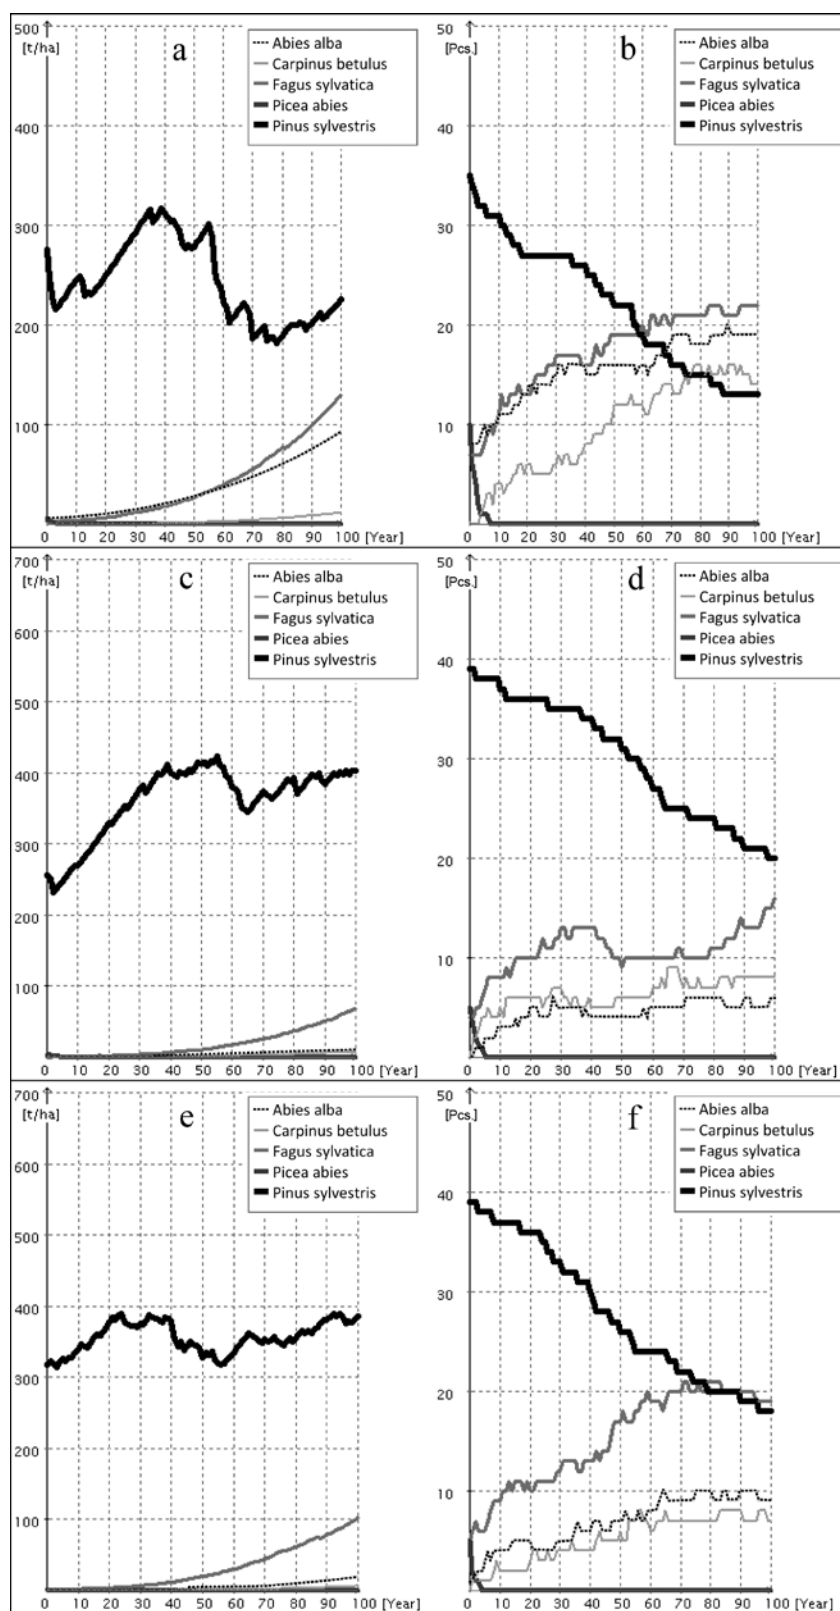 500
[t/ha]
400
300
200
100
0 10 20 30 40 50 60 70 80 90 100 [Year]
a
Abies alba
Carpinus betulus
Fagus sylvatica
Picea abies
Pinus sylvestris
50
[Pcs.]
40
30
20
10
0 10 20 30 40 50 60 70 80 90 100 [Year]
b
Abies alba
Carpinus betulus
Fagus sylvatica
Picea abies
Pinus sylvestris
700
[t/ha]
600
500
400
300
200
100
0 10 20 30 40 50 60 70 80 90 100 [Year]
c
Abies alba
Carpinus betulus
Fagus sylvatica
Picea abies
Pinus sylvestris
50
[Pcs.]
40
30
20
10
0 10 20 30 40 50 60 70 80 90 100 [Year]
d
Abies alba
Carpinus betulus
Fagus sylvatica
Picea abies
Pinus sylvestris
700
[t/ha]
600
500
400
300
200
100
0 10 20 30 40 50 60 70 80 90 100 [Year]
e
Abies alba
Carpinus betulus
Fagus sylvatica
Picea abies
Pinus sylvestris
50
[Pcs.]
40
30
20
10
0 10 20 30 40 50 60 70 80 90 100 [Year]
f
Abies alba
Carpinus betulus
Fagus sylvatica
Picea abies
Pinus sylvestris